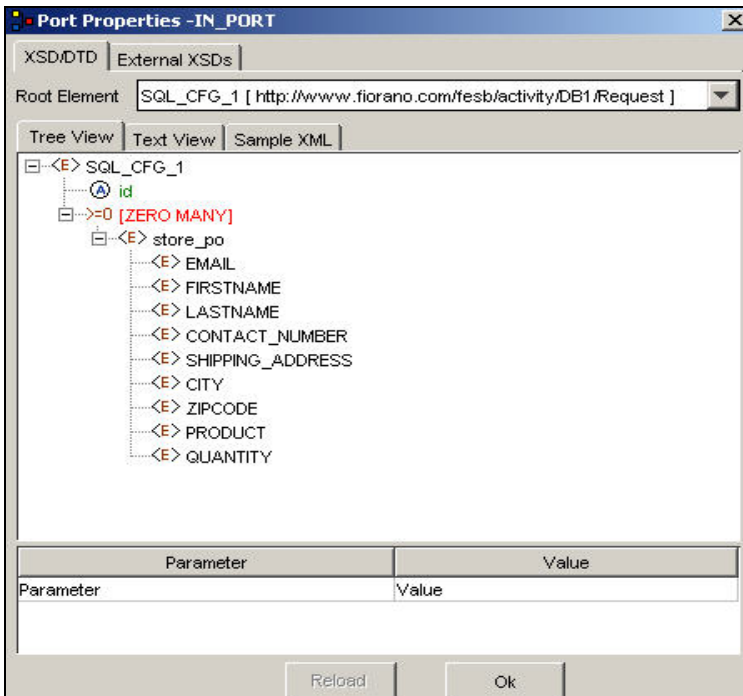 Port Properties -IN_PORT
XSD/DTD External XSDs
Root Element SQL_CFG_1 [ http://www.fiorano.com/fesb/activity/DB1/Request ]
Tree View Text View Sample XML
<E> SQL_CFG_1
A id
>=0 [ZERO MANY]
<E> store_po
<E> EMAIL
<E> FIRSTNAME
<E> LASTNAME
<E> CONTACT_NUMBER
<E> SHIPPING_ADDRESS
<E> CITY
<E> ZIPCODE
<E> PRODUCT
<E> QUANTITY
Parameter Value
Parameter Value
Reload Ok